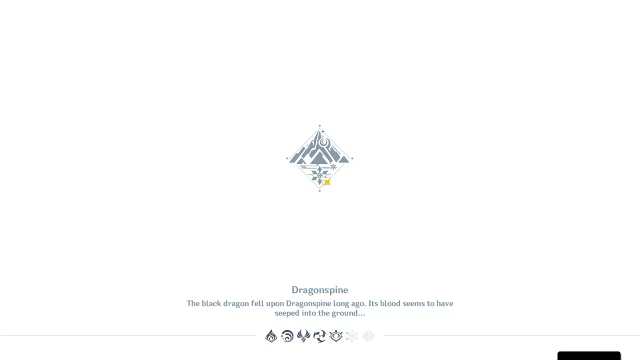 Dragonspine
The black dragon fell upon Dragonspine long ago. Its blood seems to have
seeped into the ground...